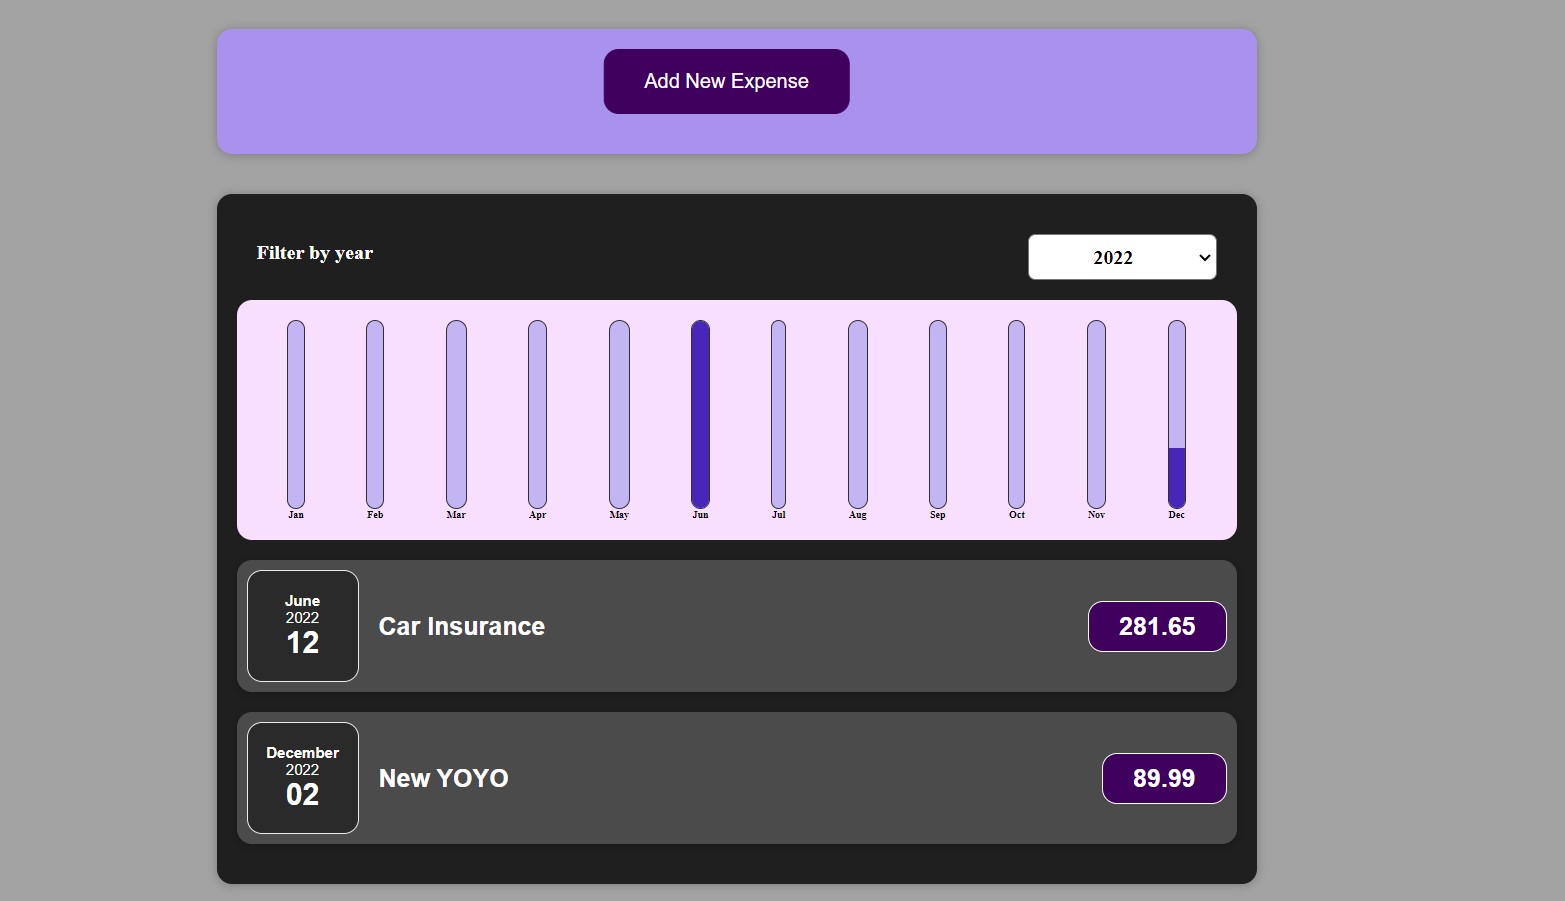 Add New Expense
Filter by year
2022
Jan Feb Mar Apr May Jun Jul Aug Sep Oct Nov Dec
June
2022
12
Car Insurance
281.65
December
2022
02
New YOYO
89.99